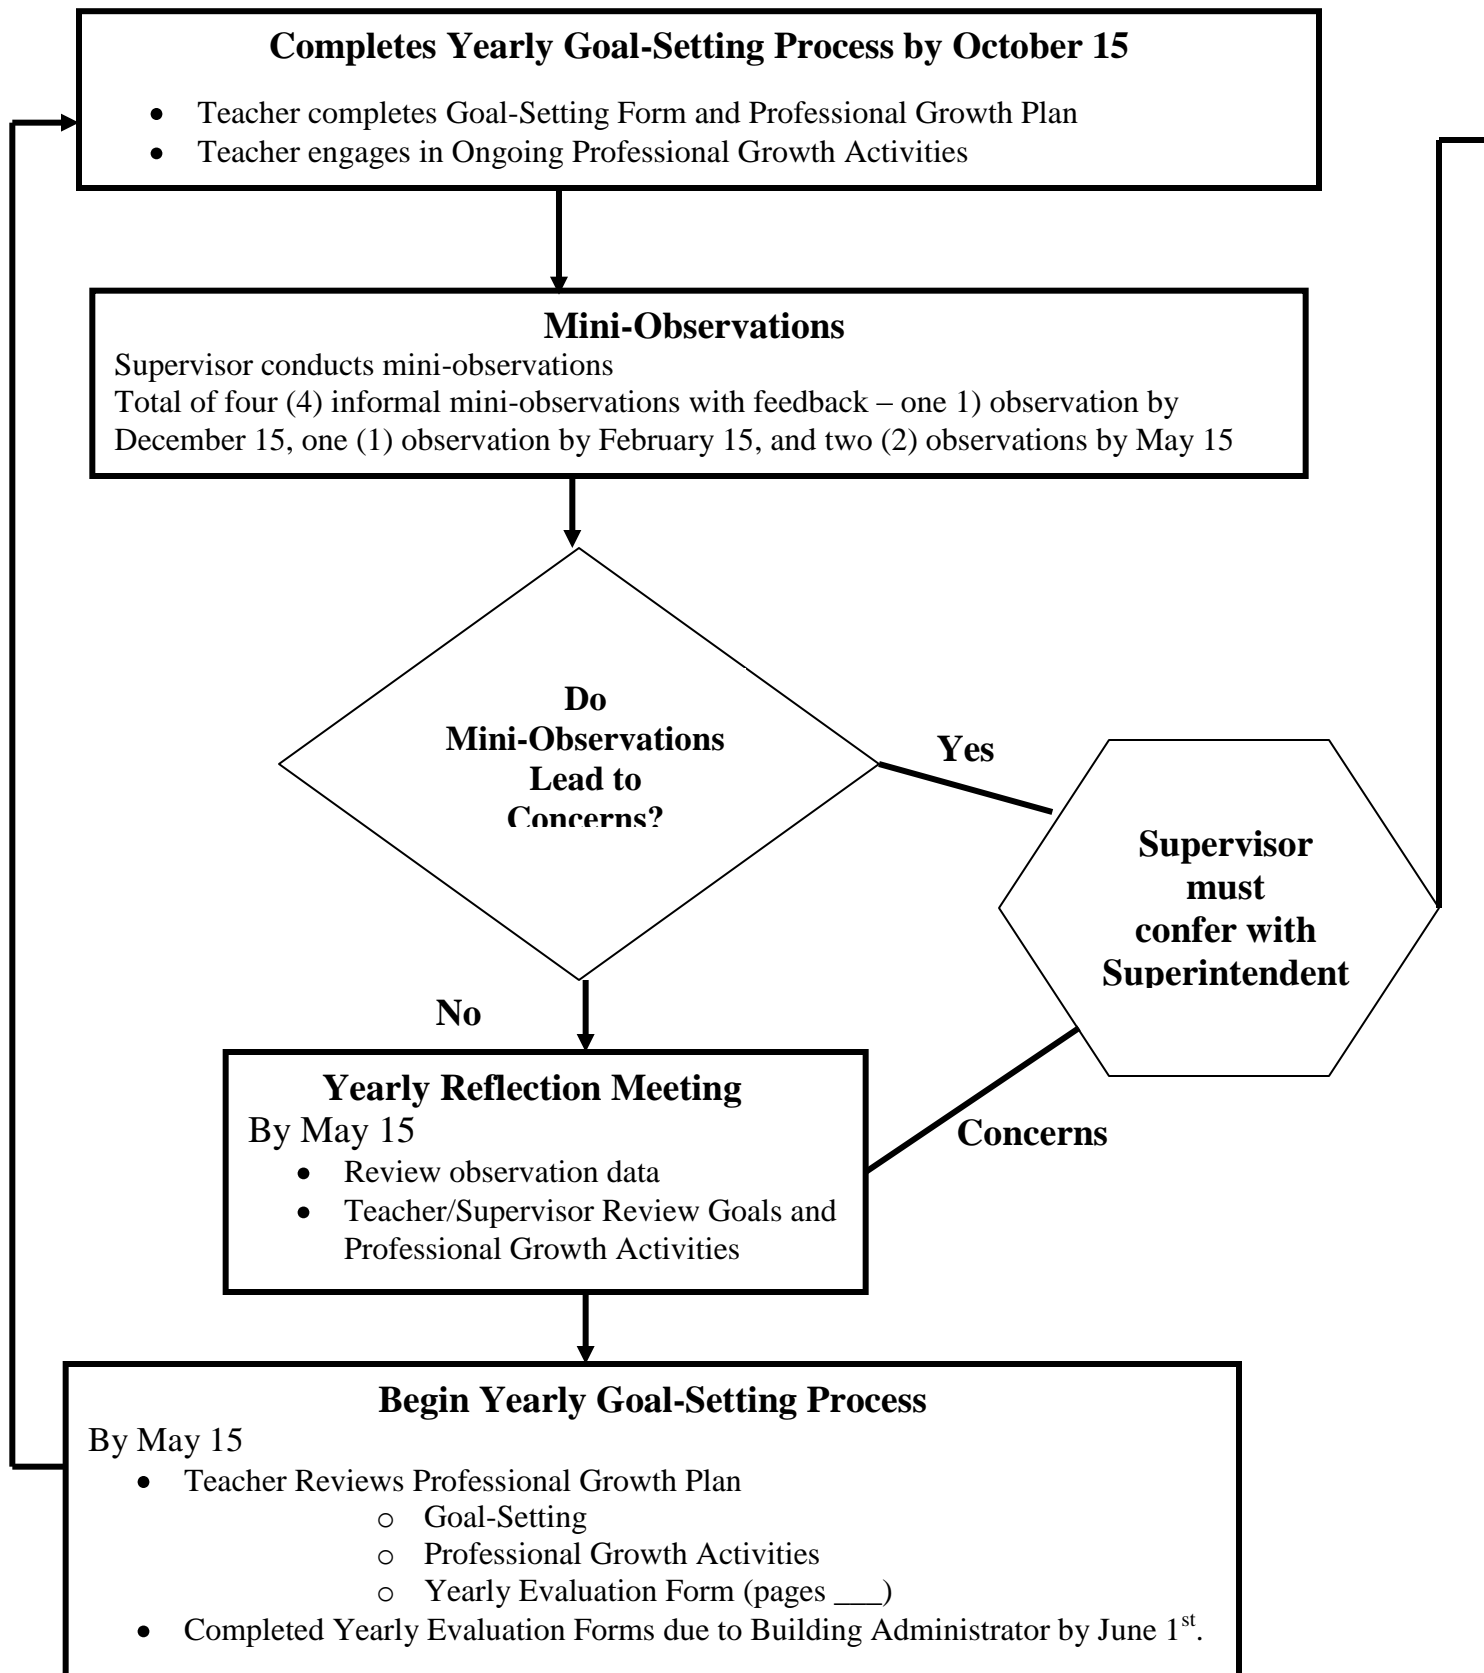 Completes Yearly Goal-Setting Process by October 15
• Teacher completes Goal-Setting Form and Professional Growth Plan
• Teacher engages in Ongoing Professional Growth Activities
Mini-Observations
Supervisor conducts mini-observations
Total of four (4) informal mini-observations with feedback – one 1) observation by
December 15, one (1) observation by February 15, and two (2) observations by May 15
Do
Mini-Observations
Lead to
Concerns?
Yes
Supervisor
must
confer with
Superintendent
No
Yearly Reflection Meeting
By May 15
• Review observation data
• Teacher/Supervisor Review Goals and
Professional Growth Activities
Concerns
Begin Yearly Goal-Setting Process
By May 15
• Teacher Reviews Professional Growth Plan
o Goal-Setting
o Professional Growth Activities
o Yearly Evaluation Form (pages ___)
• Completed Yearly Evaluation Forms due to Building Administrator by June 1st.